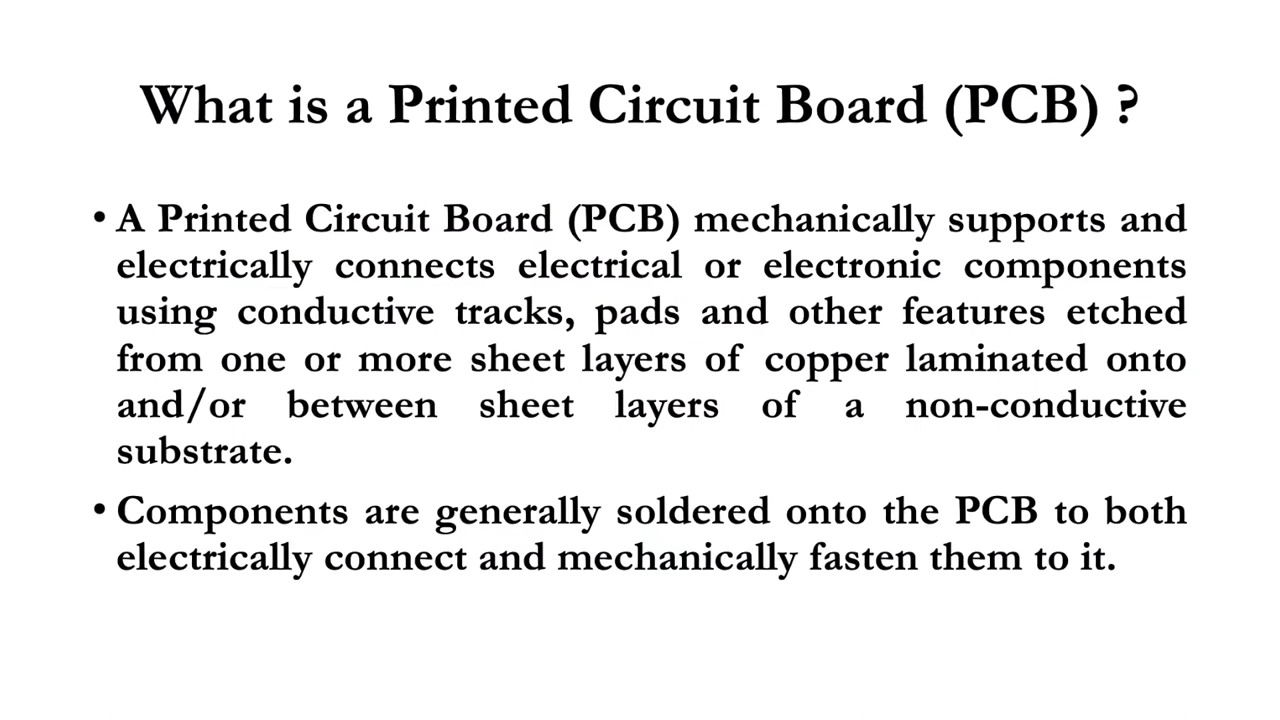 What is a Printed Circuit Board (PCB) ?
• A Printed Circuit Board (PCB) mechanically supports and
electrically connects electrical or electronic components
using conductive tracks, pads and other features etched
from one or more sheet layers of copper laminated onto
and/or between sheet layers of a non-conductive
substrate.
• Components are generally soldered onto the PCB to both
electrically connect and mechanically fasten them to it.